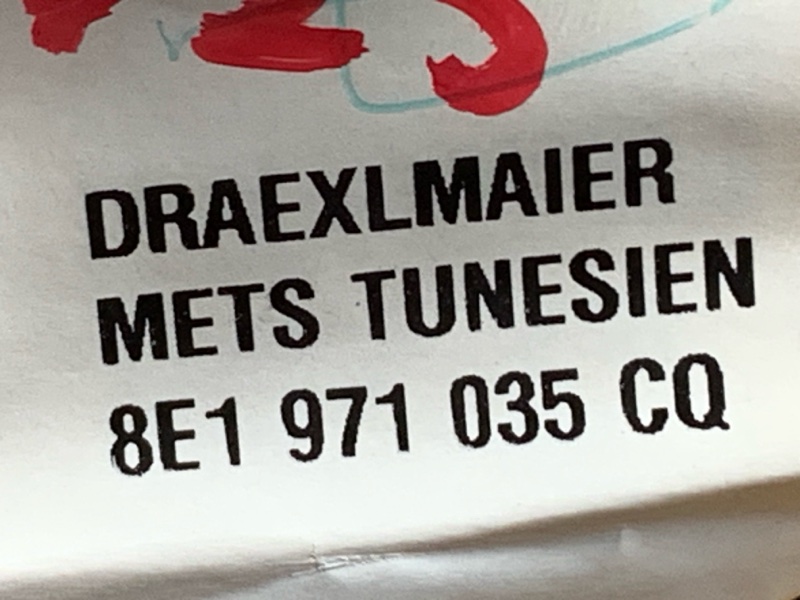 DRAEXLMAIER
METS TUNESIEN
8E1 971 035 CQ